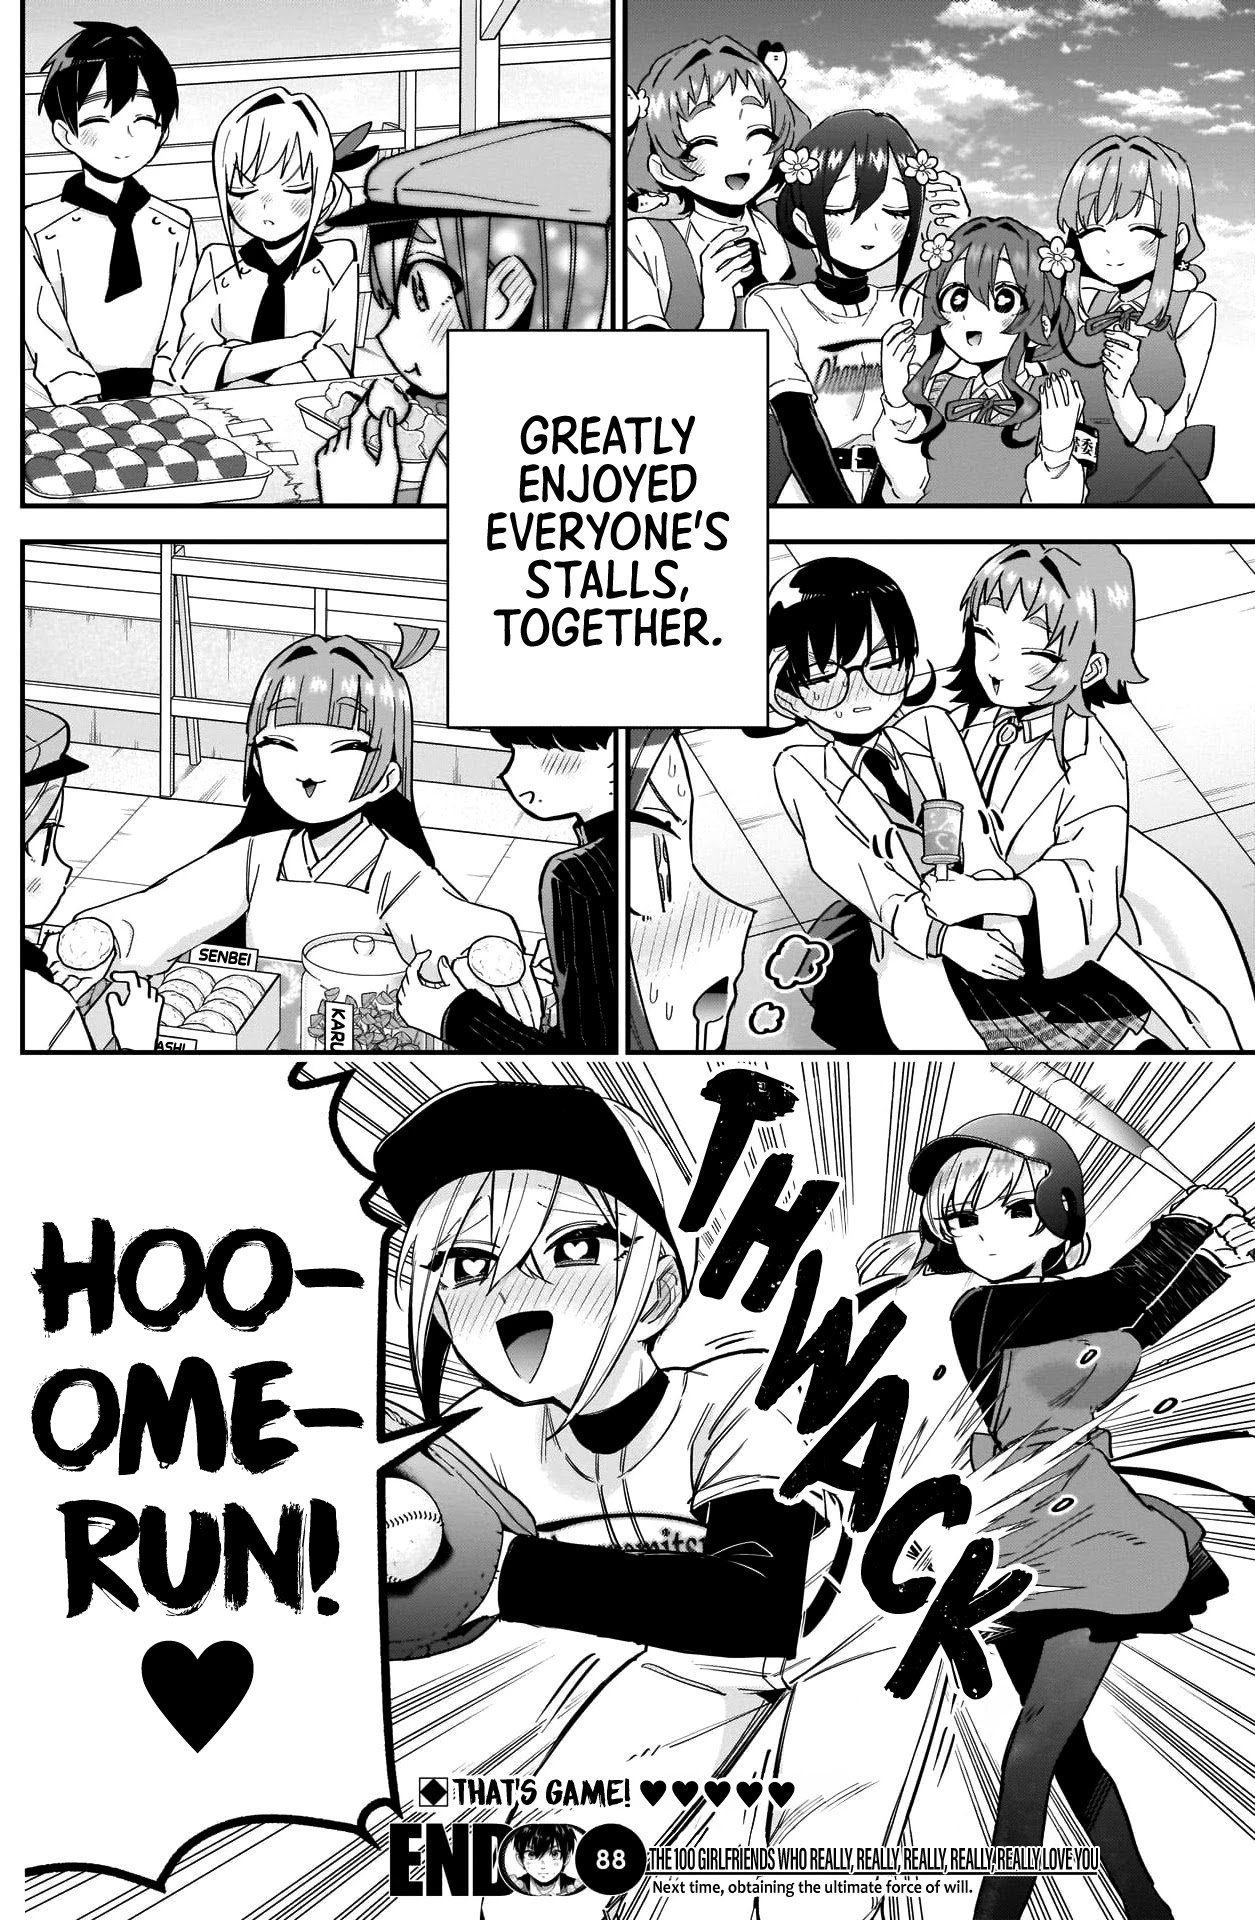 GREATLY
ENJOYED
EVERYONE'S
STALLS,
TOGETHER.
SENBEI
KARU
ASHI
HOO-
OME-
RUN!
♥
THWACK
THAT'S GAME! ♥♥♥♥♥
END 88 THE 100 GIRLFRIENDS WHO REALLY, REALLY, REALLY, REALLY, REALLY LOVE YOU
Next time, obtaining the ultimate force of will.